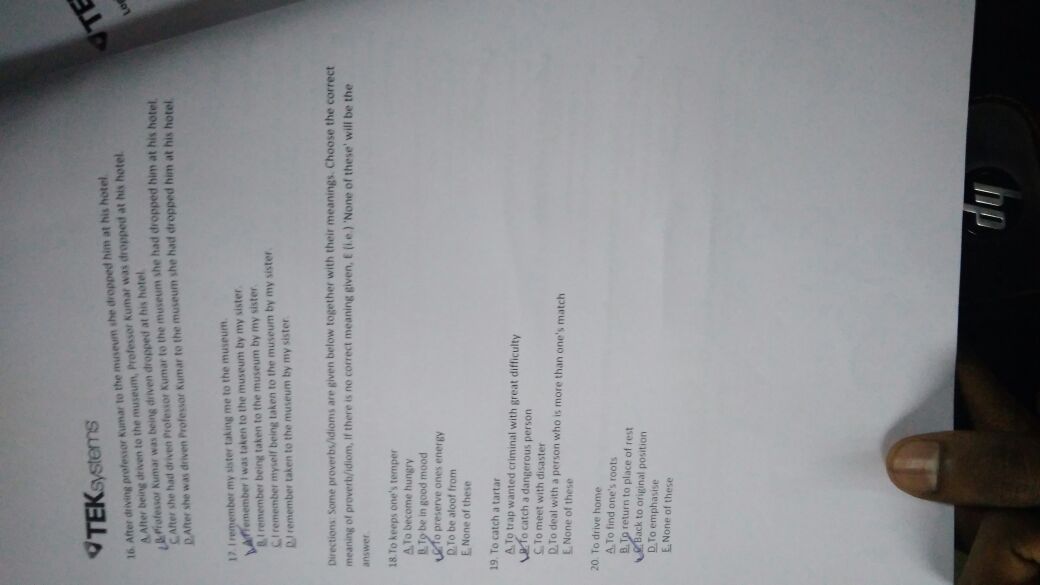 TEKsystems
TE
16. After driving professor Kumar to the museum she dropped him at his hotel.
A.After being driven to the museum, Professor Kumar was dropped at his hotel.
B.Professor Kumar was being driven dropped at his hotel.
C.After she had driven Professor Kumar to the museum she had dropped him at his hotel.
D.After she was driven Professor Kumar to the museum she had dropped him at his hotel.
17. I remember my sister taking me to the museum.
A.I remember I was taken to the museum by my sister.
B.I remember being taken to the museum by my sister.
C.I remember myself being taken to the museum by my sister.
D.I remember taken to the museum by my sister.
Directions: Some proverbs/idioms are given below together with their meanings. Choose the correct
meaning of proverb/idiom, If there is no correct meaning given, E (i.e.) 'None of these' will be the
answer.
18.To keeps one's temper
A.To become hungry
B.To be in good mood
C.To preserve ones energy
D.To be aloof from
E.None of these
19. To catch a tartar
A.To trap wanted criminal with great difficulty
B.To catch a dangerous person
C.To meet with disaster
D.To deal with a person who is more than one's match
E.None of these
20. To drive home
A.To find one's roots
B.To return to place of rest
C.Back to original position
D.To emphasise
E.None of these
hp